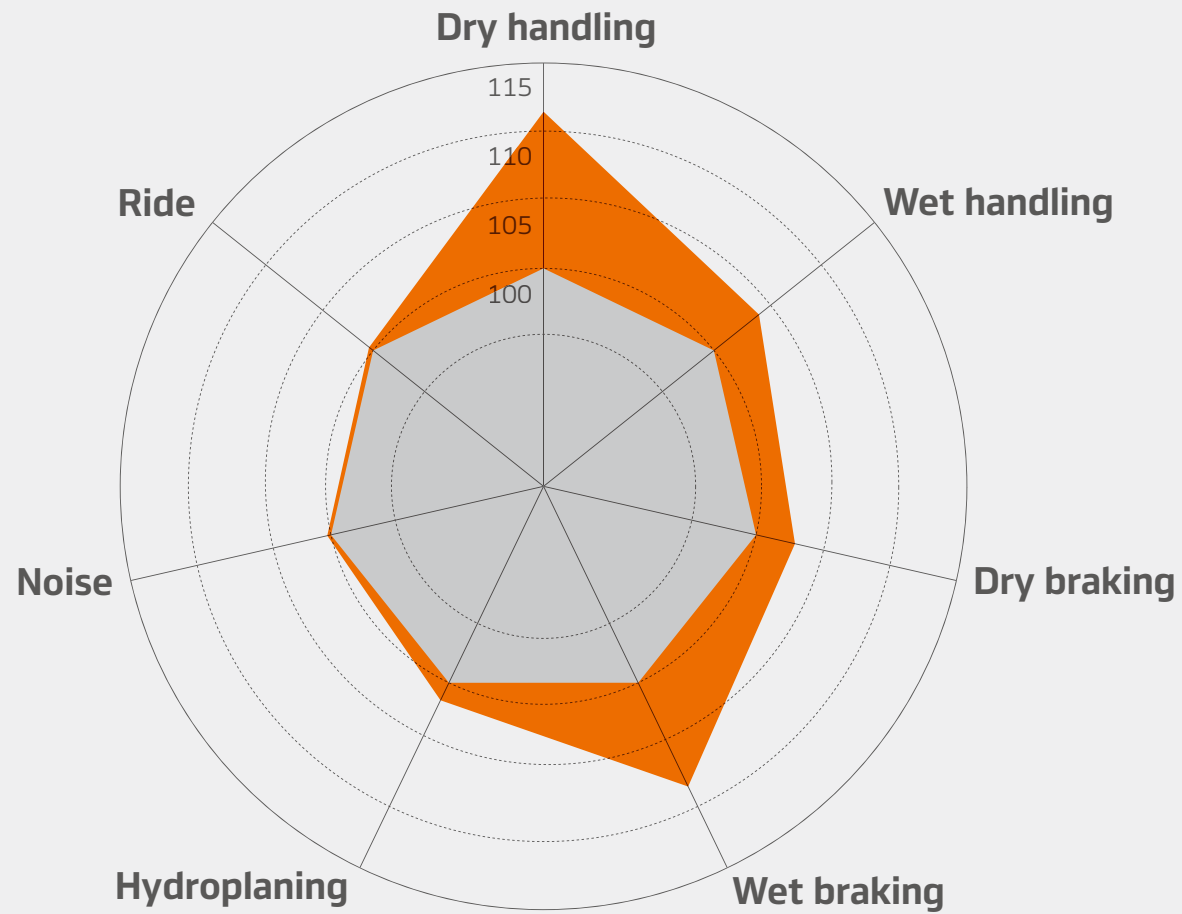 Dry handling
115
110
105
100
Ride
Wet handling
Noise
Dry braking
Hydroplaning
Wet braking